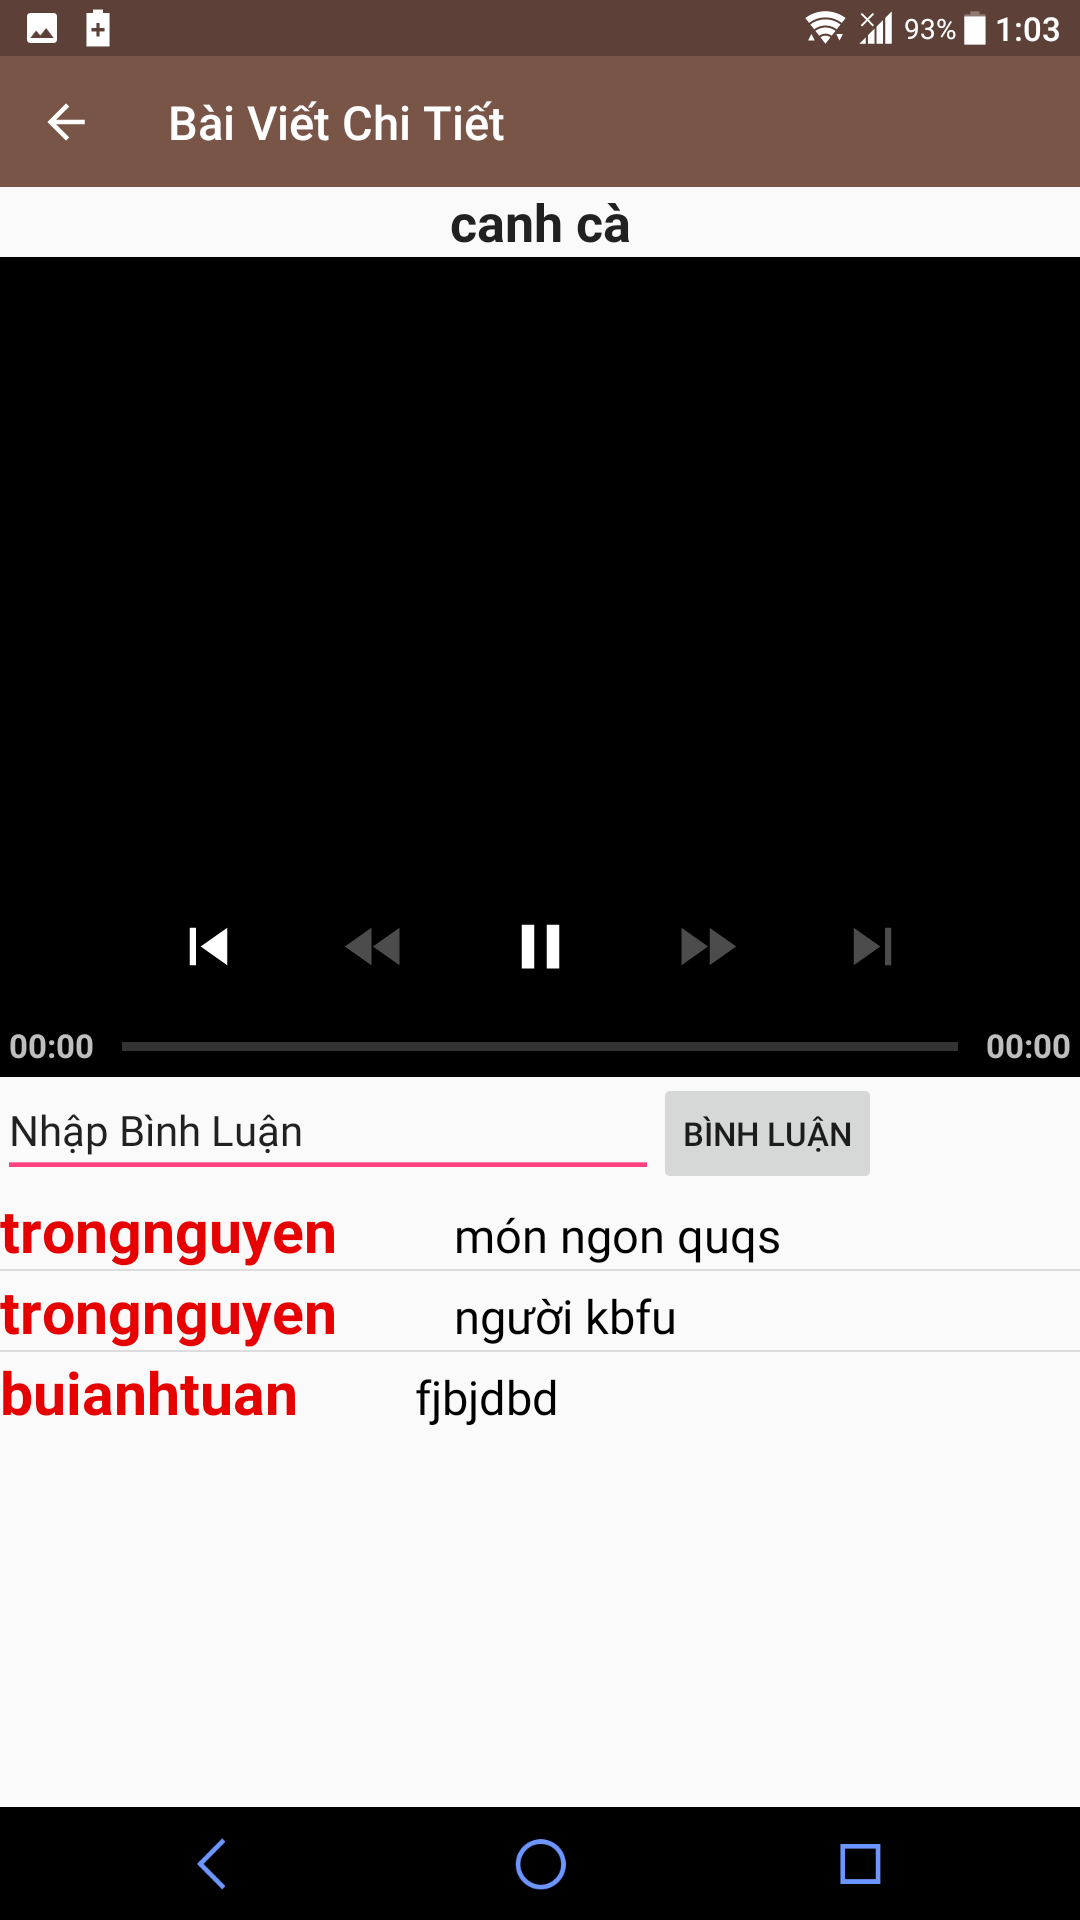 93% 1:03
Bài Viết Chi Tiết
canh cà
00:00 00:00
Nhập Bình Luận BÌNH LUẬN
trongnguyen món ngon quqs
trongnguyen người kbfu
buianhtuan fjbjdbd